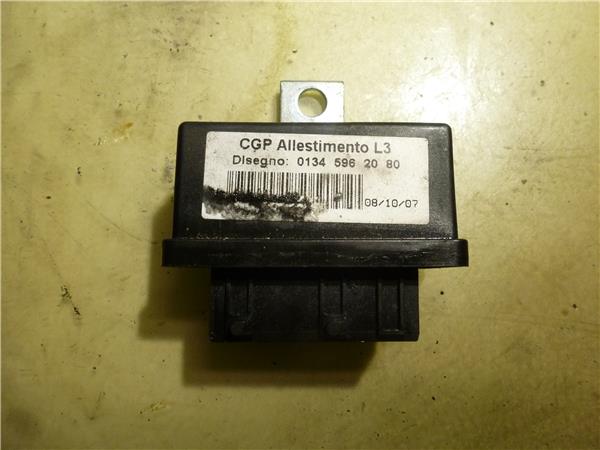 CGP Allestimento L3
Disegno: 0134 596 20 80
08/10/07